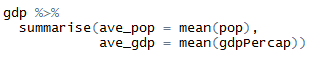 gdp %>%
  summarise(ave_pop = mean(pop),
            ave_gdp = mean(gdpPercap))